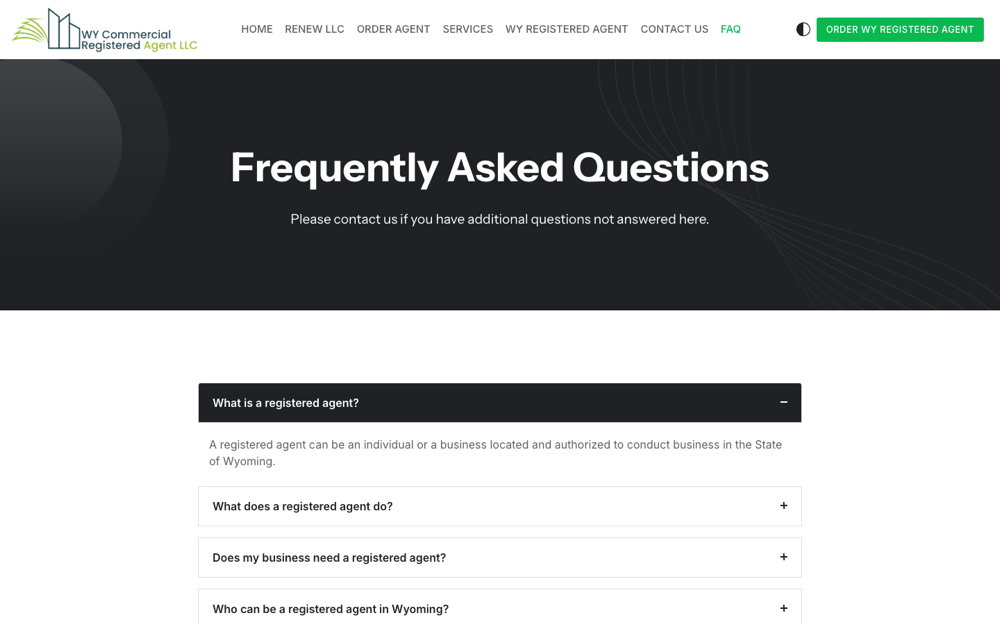 WY Commercial
Registered Agent LLC
HOME RENEW LLC ORDER AGENT SERVICES WY REGISTERED AGENT CONTACT US FAQ
ORDER WY REGISTERED AGENT
Frequently Asked Questions
Please contact us if you have additional questions not answered here.
What is a registered agent?
A registered agent can be an individual or a business located and authorized to conduct business in the State
of Wyoming.
What does a registered agent do?
Does my business need a registered agent?
Who can be a registered agent in Wyoming?